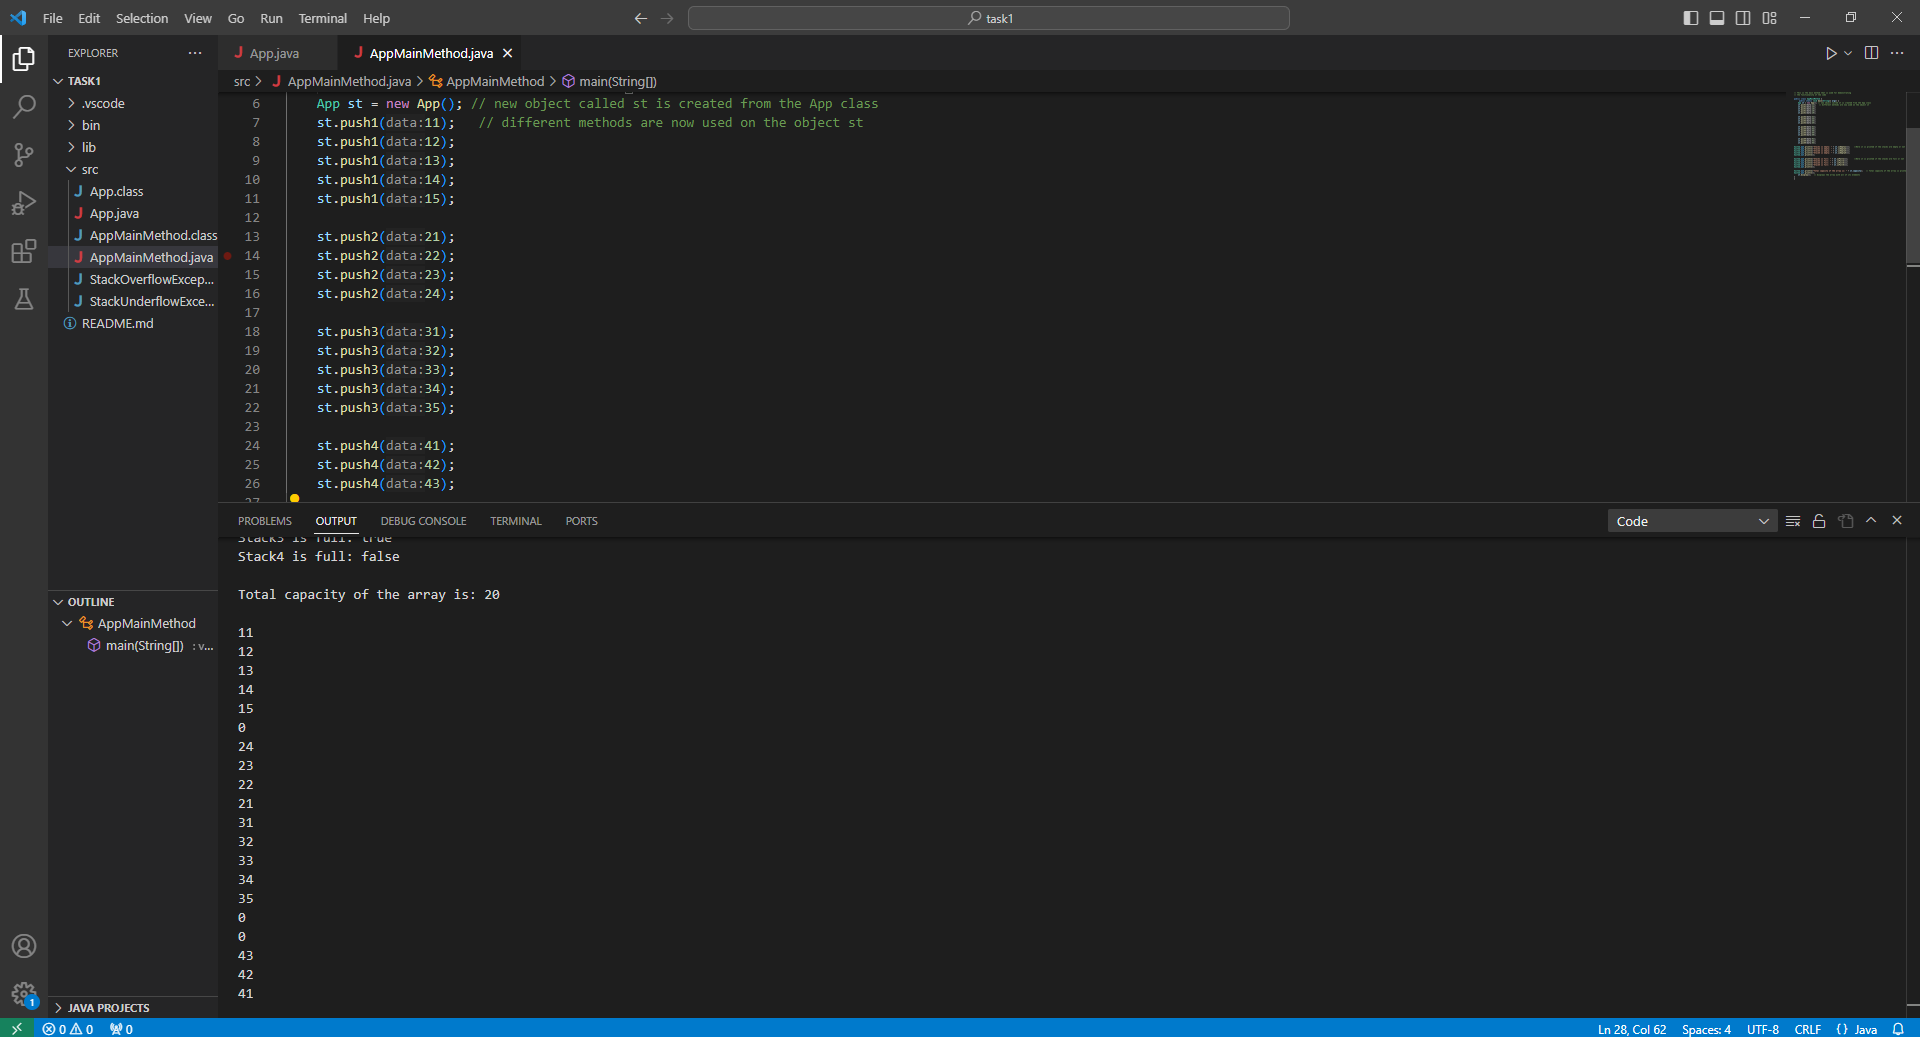 File Edit Selection View Go Run Terminal Help
task1
EXPLORER
TASK1
.vscode
bin
lib
src
App.class
App.java
AppMainMethod.class
AppMainMethod.java
StackOverflowExcep...
StackUnderflowExce...
README.md
OUTLINE
AppMainMethod
main(String[]) : v...
JAVA PROJECTS
App.java
AppMainMethod.java
src > AppMainMethod.java > AppMainMethod > main(String[])
6 App st = new App(); // new object called st is created from the App class
7 st.push1(data:11); // different methods are now used on the object st
8 st.push1(data:12);
9 st.push1(data:13);
10 st.push1(data:14);
11 st.push1(data:15);
12
13 st.push2(data:21);
14 st.push2(data:22);
15 st.push2(data:23);
16 st.push2(data:24);
17
18 st.push3(data:31);
19 st.push3(data:32);
20 st.push3(data:33);
21 st.push3(data:34);
22 st.push3(data:35);
23
24 st.push4(data:41);
25 st.push4(data:42);
26 st.push4(data:43);
27
PROBLEMS OUTPUT DEBUG CONSOLE TERMINAL PORTS
Code
Stack3 is full: true
Stack4 is full: false
Total capacity of the array is: 20
11
12
13
14
15
0
24
23
22
21
31
32
33
34
35
0
0
43
42
41
1
0 0 0
Ln 28, Col 62 Spaces: 4 UTF-8 CRLF {} Java